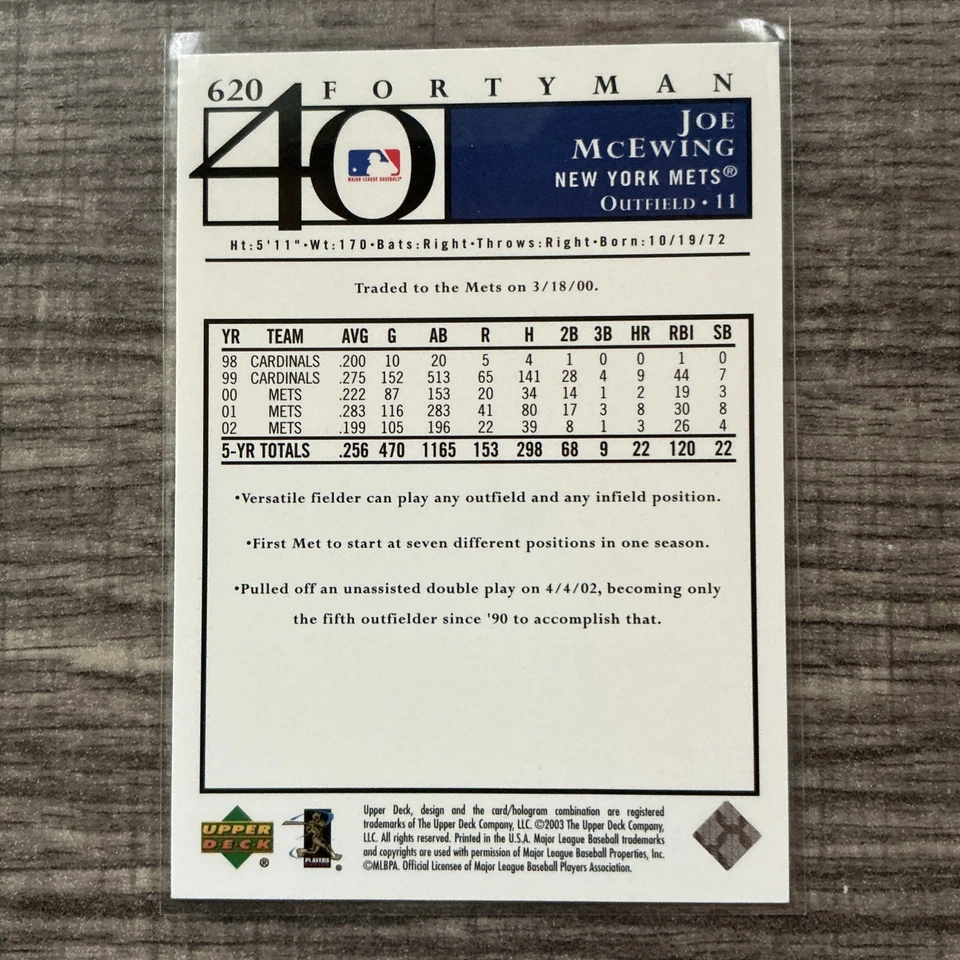 620 FORTYMAN
40
MAJOR LEAGUE BASEBALL
JOE
MCEWING
NEW YORK METS®
OUTFIELD • 11
Ht:5'11"•Wt:170•Bats:Right•Throws:Right•Born:10/19/72
Traded to the Mets on 3/18/00.
YR TEAM AVG G AB R H 2B 3B HR RBI SB
98 CARDINALS .200 10 20 5 4 1 0 0 1 0
99 CARDINALS .275 152 513 65 141 28 4 9 44 7
00 METS .222 87 153 20 34 14 1 2 19 3
01 METS .283 116 283 41 80 17 3 8 30 8
02 METS .199 105 196 22 39 8 1 3 26 4
5-YR TOTALS .256 470 1165 153 298 68 9 22 120 22
•Versatile fielder can play any outfield and any infield position.
•First Met to start at seven different positions in one season.
•Pulled off an unassisted double play on 4/4/02, becoming only
the fifth outfielder since '90 to accomplish that.
UPPER
DECK
®
PLAYERS
®
Upper Deck, design and the card/hologram combination are registered
trademarks of The Upper Deck Company, LLC. ©2003 The Upper Deck Company,
LLC. All rights reserved. Printed in the U.S.A. Major League Baseball trademarks
and copyrights are used with permission of Major League Baseball Properties, Inc.
©MLBPA. Official Licensee of Major League Baseball Players Association.